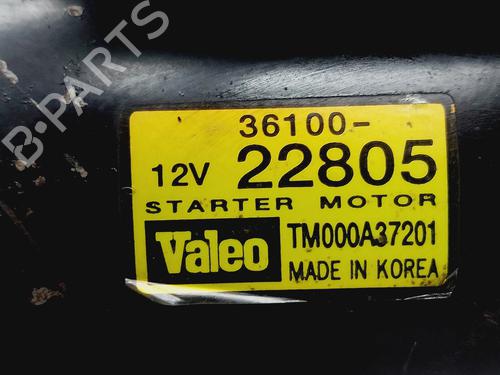 B-PARTS
36100-
12V 22805
STARTER MOTOR
Valeo TM000A37201
MADE IN KOREA